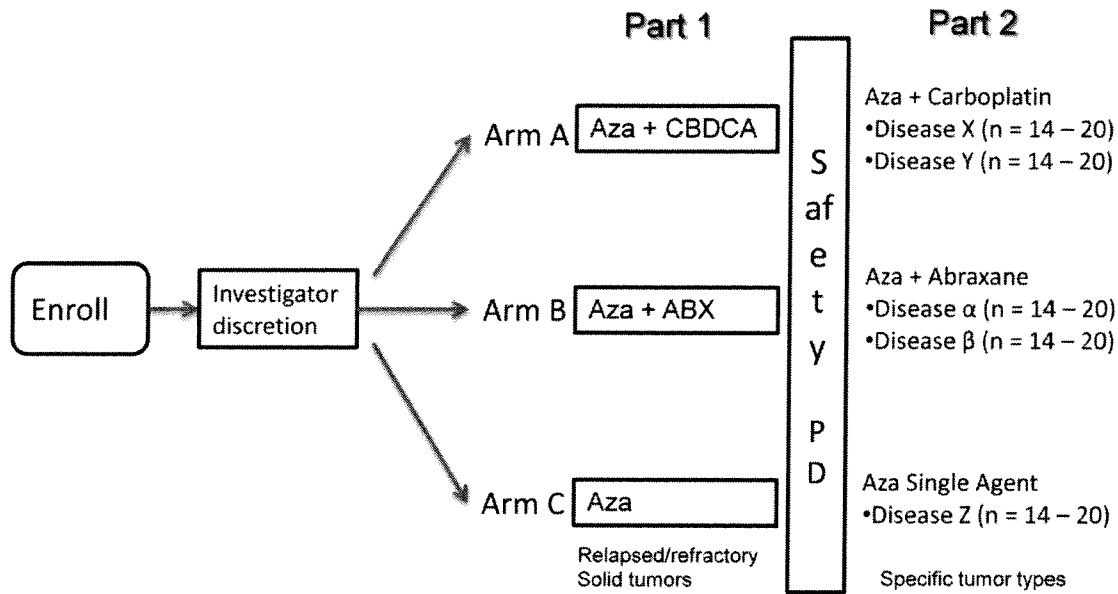 Part 1
Part 2
Enroll
Investigator
discretion
Arm A
Aza + CBDCA
Arm B
Aza + ABX
Arm C
Aza
Relapsed/refractory
Solid tumors
S
af
e
t
y
P
D
Aza + Carboplatin
•Disease X (n = 14 – 20)
•Disease Y (n = 14 – 20)
Aza + Abraxane
•Disease α (n = 14 – 20)
•Disease β (n = 14 – 20)
Aza Single Agent
•Disease Z (n = 14 – 20)
Specific tumor types